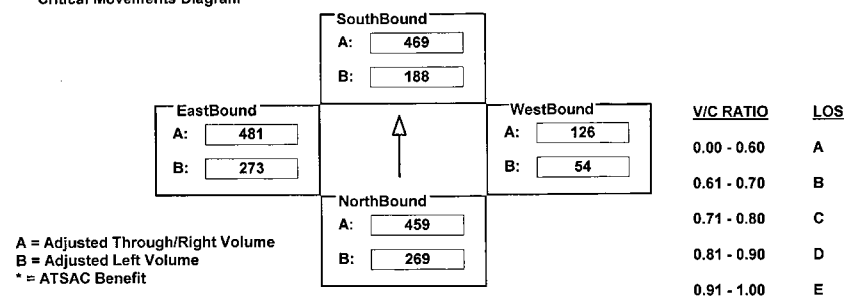 Critical Movements Diagram
SouthBound
A: 469
B: 188
EastBound
A: 481
B: 273
WestBound
A: 126
B: 54
NorthBound
A: 459
B: 269
A = Adjusted Through/Right Volume
B = Adjusted Left Volume
* = ATSAC Benefit
V/C RATIO LOS
0.00 - 0.60 A
0.61 - 0.70 B
0.71 - 0.80 C
0.81 - 0.90 D
0.91 - 1.00 E